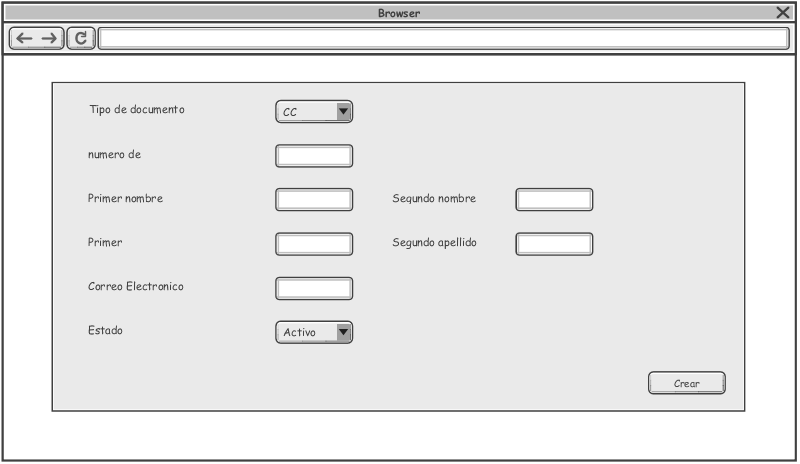 Browser
Tipo de documento CC
numero de
Primer nombre Segundo nombre
Primer Segundo apellido
Correo Electronico
Estado Activo
Crear